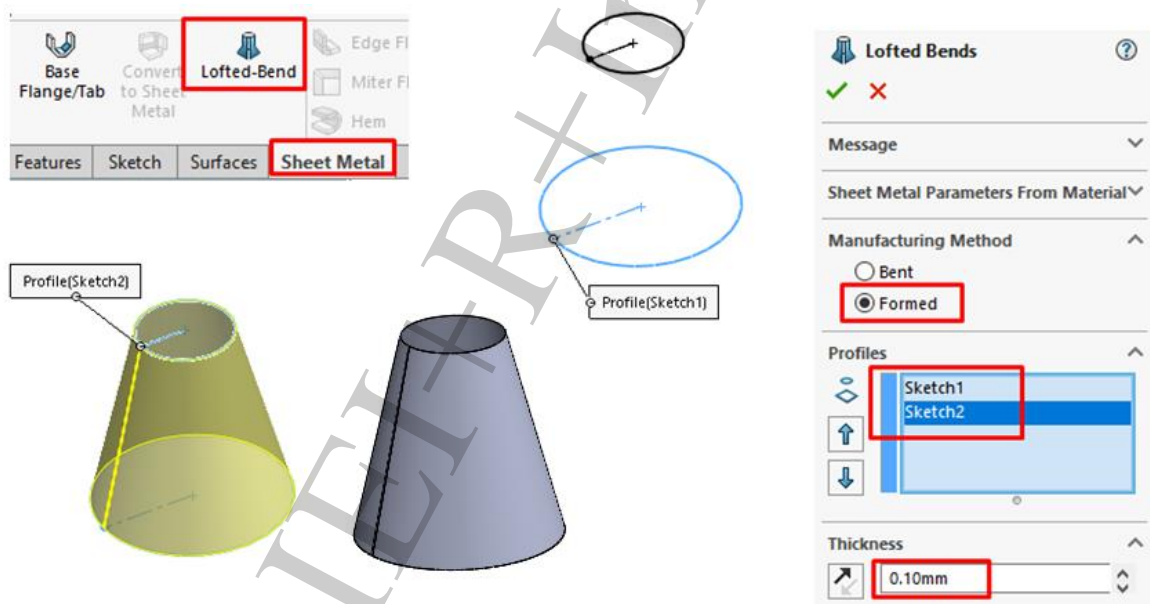 Base
Flange/Tab
Convert
to Sheet
Metal
Lofted-Bend
Edge Fl
Miter Fl
Hem
Features
Sketch
Surfaces
Sheet Metal
Profile(Sketch2)
Profile(Sketch1)
Lofted Bends
Message
Sheet Metal Parameters From Material
Manufacturing Method
Bent
Formed
Profiles
Sketch1
Sketch2
Thickness
0.10mm